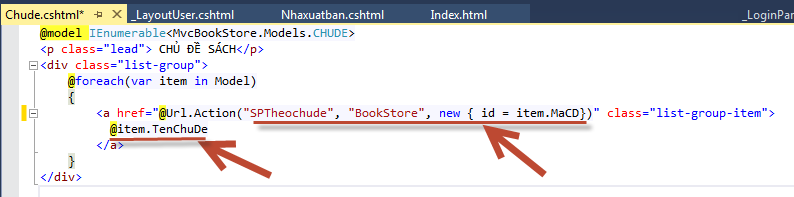 Chude.cshtml* _LayoutUser.cshtml Nhaxuatban.cshtml Index.html _LoginPar
@model IEnumerable<MvcBookStore.Models.CHUDE>
<p class="lead"> CHỦ ĐỀ SÁCH</p>
<div class="list-group">
@foreach(var item in Model)
{
<a href="@Url.Action("SPTheochude", "BookStore", new { id = item.MaCD})" class="list-group-item">
@item.TenChuDe
</a>
}
</div>